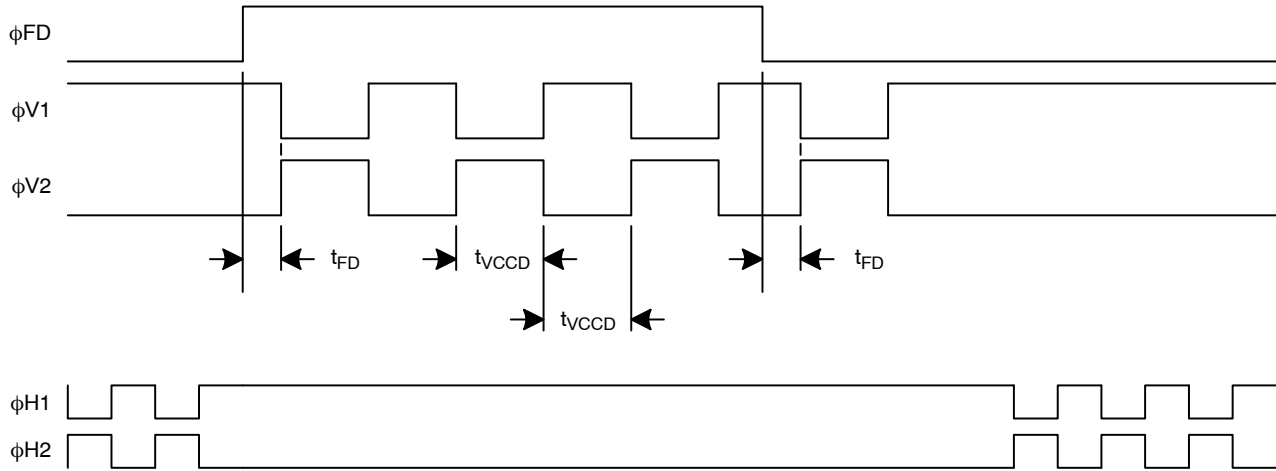 ϕFD
ϕV1
ϕV2
tFD tVCCD tFD
tVCCD
ϕH1
ϕH2